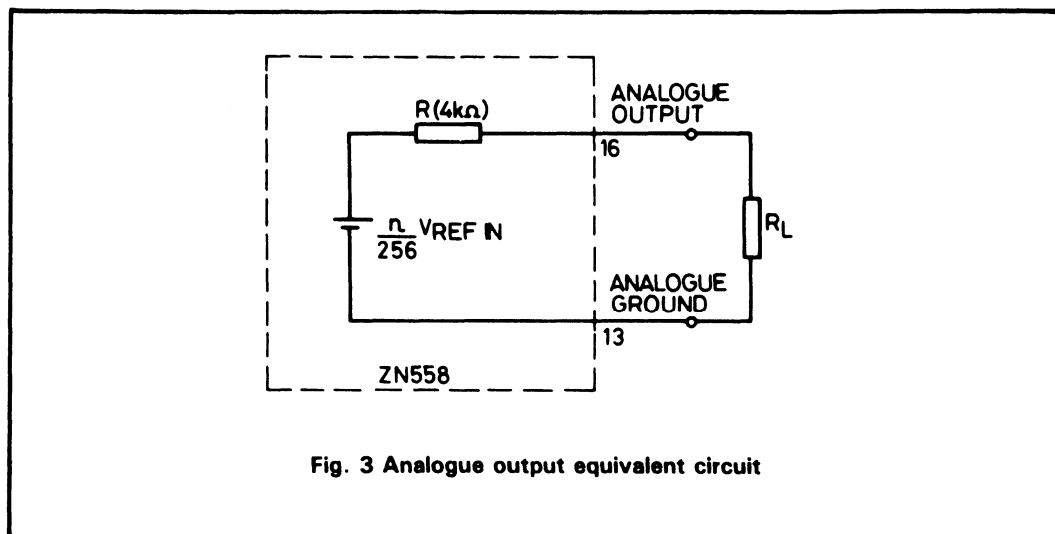 R(4kΩ)
ANALOGUE
OUTPUT
16
n
256
VREF IN
RL
ANALOGUE
GROUND
13
ZN558
Fig. 3 Analogue output equivalent circuit